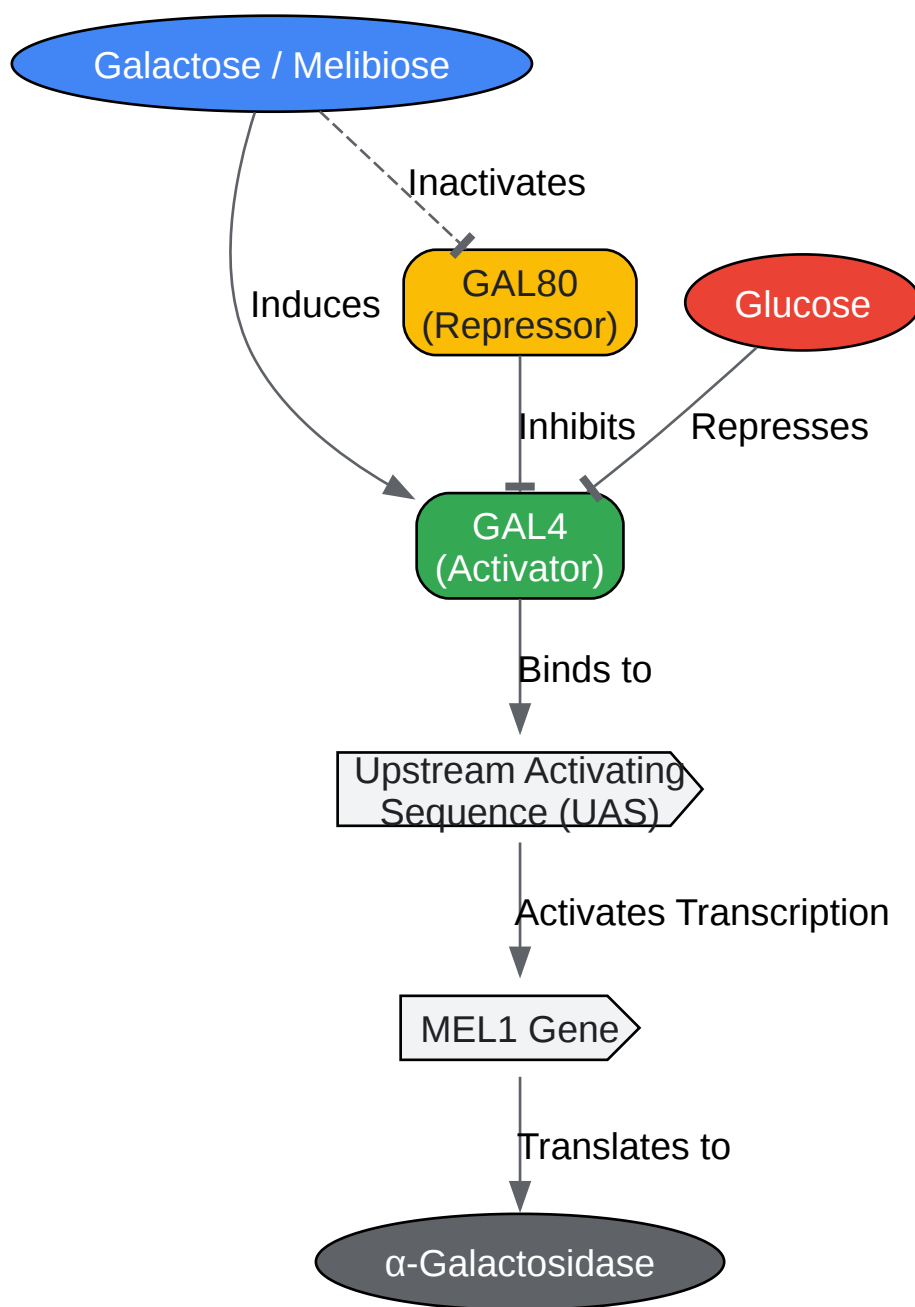 Galactose / Melibiose
Inactivates
GAL80
(Repressor)
Glucose
Induces
Inhibits
Represses
GAL4
(Activator)
Binds to
Upstream Activating
Sequence (UAS)
Activates Transcription
MEL1 Gene
Translates to
α-Galactosidase